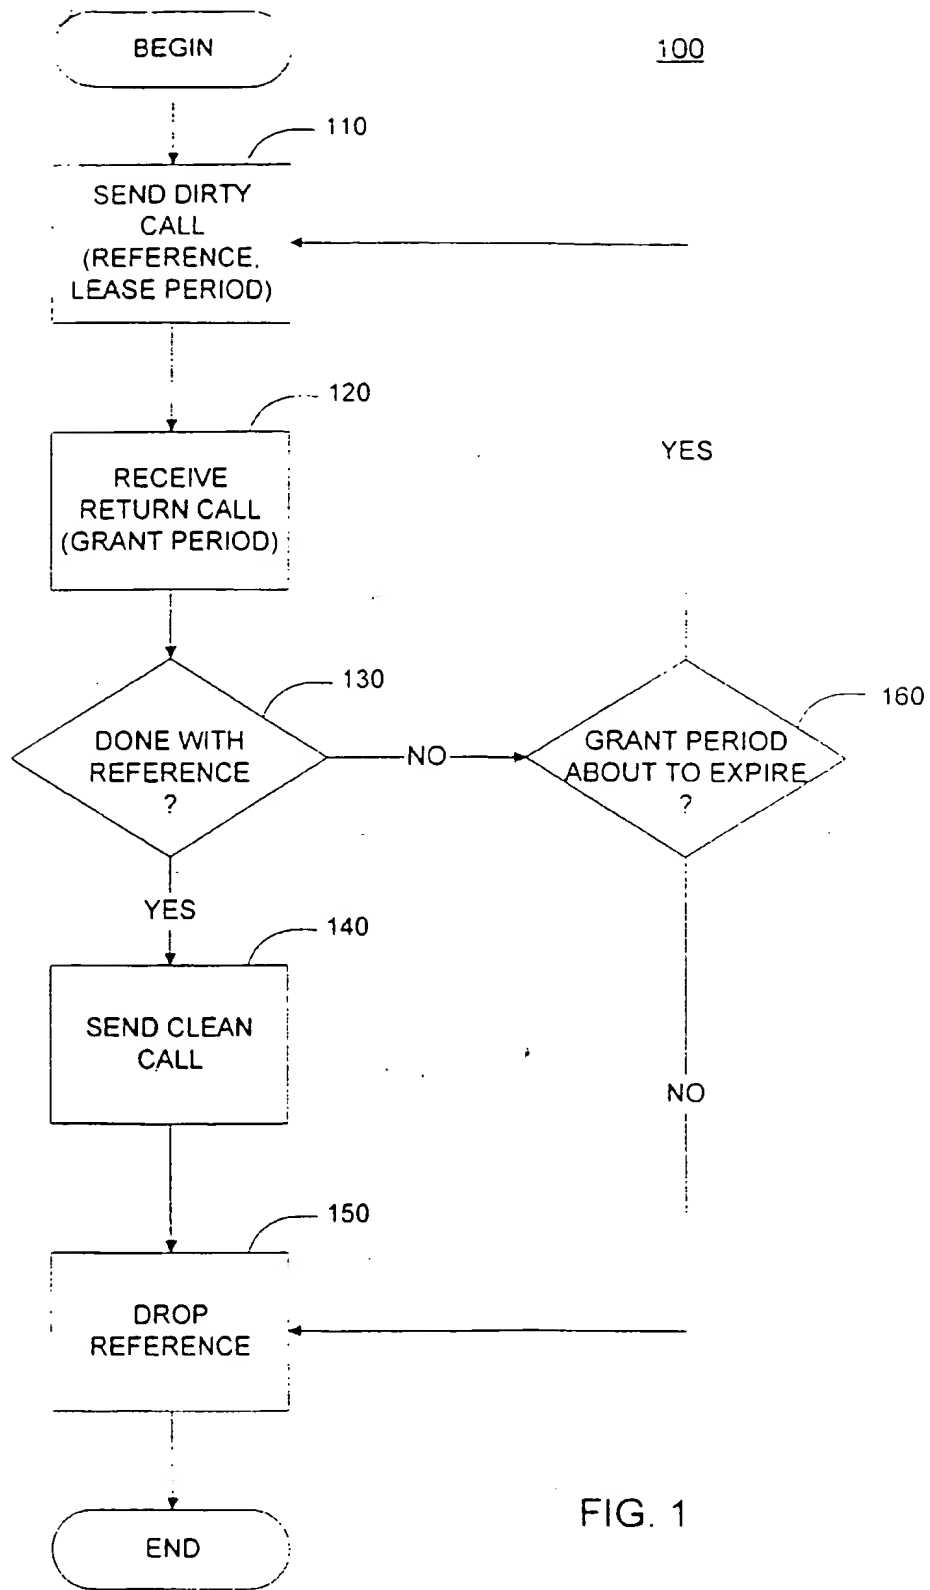 BEGIN
100
110
SEND DIRTY
CALL
(REFERENCE,
LEASE PERIOD)
120
RECEIVE
RETURN CALL
(GRANT PERIOD)
YES
130
DONE WITH
REFERENCE
?
NO
160
GRANT PERIOD
ABOUT TO EXPIRE
?
YES
140
SEND CLEAN
CALL
NO
150
DROP
REFERENCE
END
FIG. 1